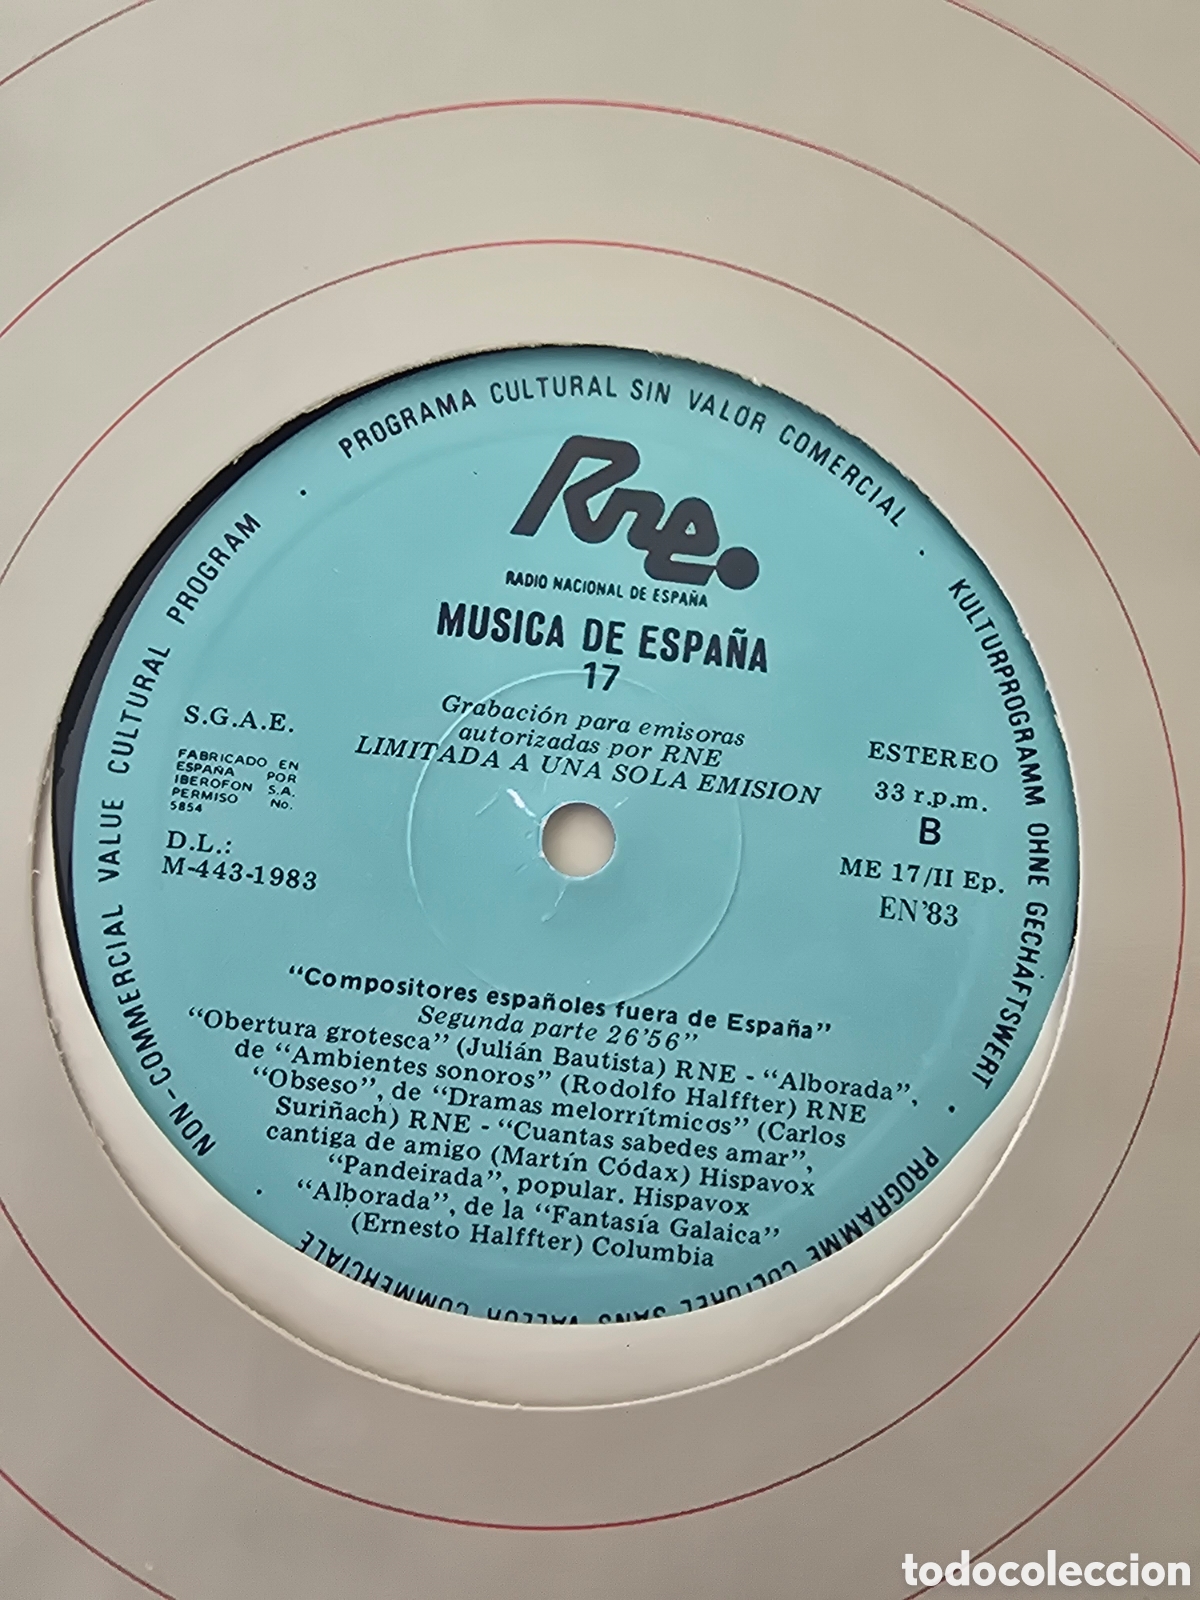 PROGRAMA CULTURAL SIN VALOR COMERCIAL .
KULTURPROGRAMM OHNE GECHÄFTSWERT .
PROGRAMME CULTUREL SANS VALEUR COMMERCIALE .
NON-COMMERCIAL VALUE CULTURAL PROGRAM .
Rne.
RADIO NACIONAL DE ESPAÑA
MUSICA DE ESPAÑA
17
Grabación para emisoras
autorizadas por RNE
LIMITADA A UNA SOLA EMISION
S.G.A.E.
FABRICADO EN
ESPAÑA POR
IBEROFON S.A.
PERMISO No.
5854
D.L.:
M-443-1983
ESTEREO
33 r.p.m.
B
ME 17/II Ep.
EN'83
"Compositores españoles fuera de España"
Segunda parte 26'56"
"Obertura grotesca" (Julián Bautista) RNE - "Alborada",
de "Ambientes sonoros" (Rodolfo Halffter) RNE
"Obseso", de "Dramas melorrítmicos" (Carlos
Suriñach) RNE - "Cuantas sabedes amar",
cantiga de amigo (Martín Códax) Hispavox
"Pandeirada", popular. Hispavox
"Alborada", de la "Fantasía Galaica"
(Ernesto Halffter) Columbia
todocoleccion